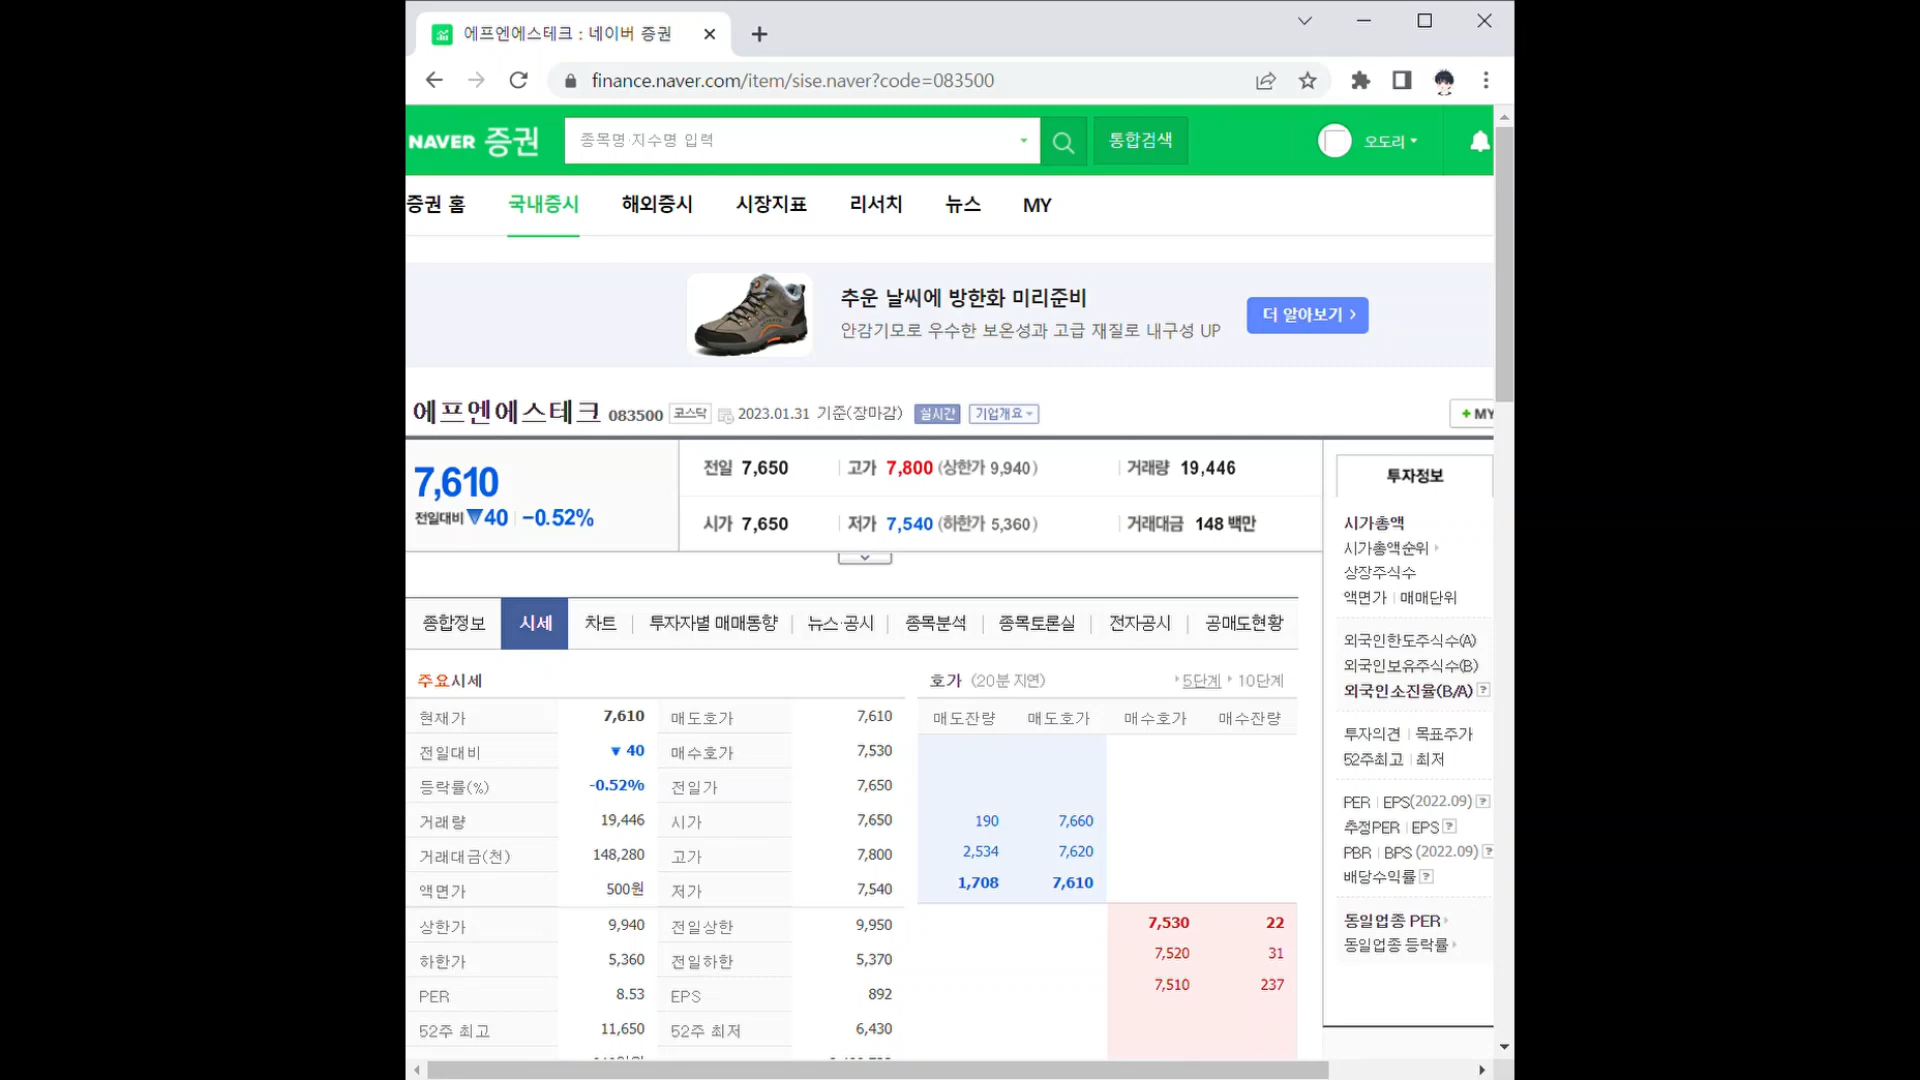 에프엔에스테크 : 네이버 증권
finance.naver.com/item/sise.naver?code=083500
NAVER 증권
종목명·지수명 입력
통합검색
오도리
증권 홈 국내증시 해외증시 시장지표 리서치 뉴스 MY
추운 날씨에 방한화 미리준비
안감기모로 우수한 보온성과 고급 재질로 내구성 UP
더 알아보기
에프엔에스테크 083500 코스닥 2023.01.31 기준(장마감) 실시간 기업개요
+ MY
7,610
전일대비 ▼40 -0.52%
전일 7,650 고가 7,800 (상한가 9,940) 거래량 19,446
시가 7,650 저가 7,540 (하한가 5,360) 거래대금 148 백만
종합정보 시세 차트 투자자별 매매동향 뉴스·공시 종목분석 종목토론실 전자공시 공매도현황
주요시세
현재가 7,610 매도호가 7,610
전일대비 ▼ 40 매수호가 7,530
등락률(%) -0.52% 전일가 7,650
거래량 19,446 시가 7,650
거래대금(천) 148,280 고가 7,800
액면가 500원 저가 7,540
상한가 9,940 전일상한 9,950
하한가 5,360 전일하한 5,370
PER 8.53 EPS 892
52주 최고 11,650 52주 최저 6,430
호가 (20분 지연) 5단계 10단계
매도잔량 매도호가 매수호가 매수잔량
190 7,660
2,534 7,620
1,708 7,610
7,530 22
7,520 31
7,510 237
투자정보
시가총액
시가총액순위
상장주식수
액면가 | 매매단위
외국인한도주식수(A)
외국인보유주식수(B)
외국인소진율(B/A) ?
투자의견 | 목표주가
52주최고 | 최저
PER | EPS(2022.09) ?
추정PER | EPS ?
PBR | BPS (2022.09) ?
배당수익률 ?
동일업종 PER
동일업종 등락률